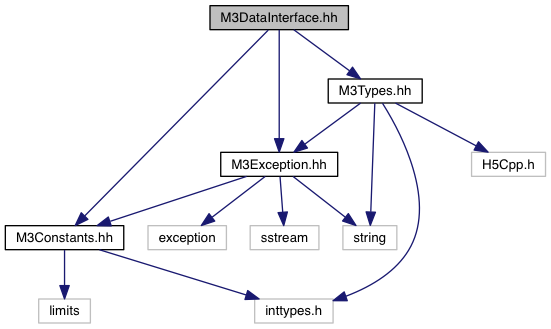 M3DataInterface.hh
M3Types.hh
M3Exception.hh
H5Cpp.h
M3Constants.hh
exception
sstream
string
limits
inttypes.h